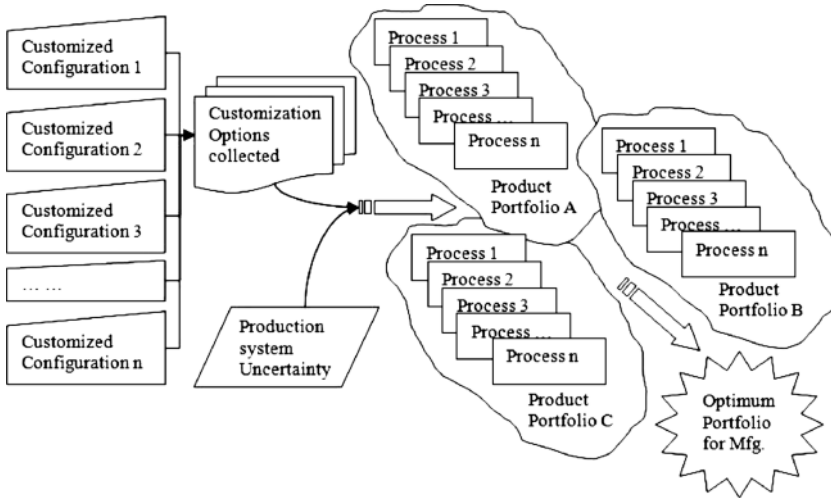 Customized
Configuration 1
Customized
Configuration 2
Customized
Configuration 3
... ...
Customized
Configuration n
Customization
Options
collected
Production
system
Uncertainty
Process 1
Process 2
Process 3
Process ...
Process n
Product
Portfolio A
Process 1
Process 2
Process 3
Process ...
Process n
Product
Portfolio B
Process 1
Process 2
Process 3
Process ...
Process n
Product
Portfolio C
Optimum
Portfolio
for Mfg.